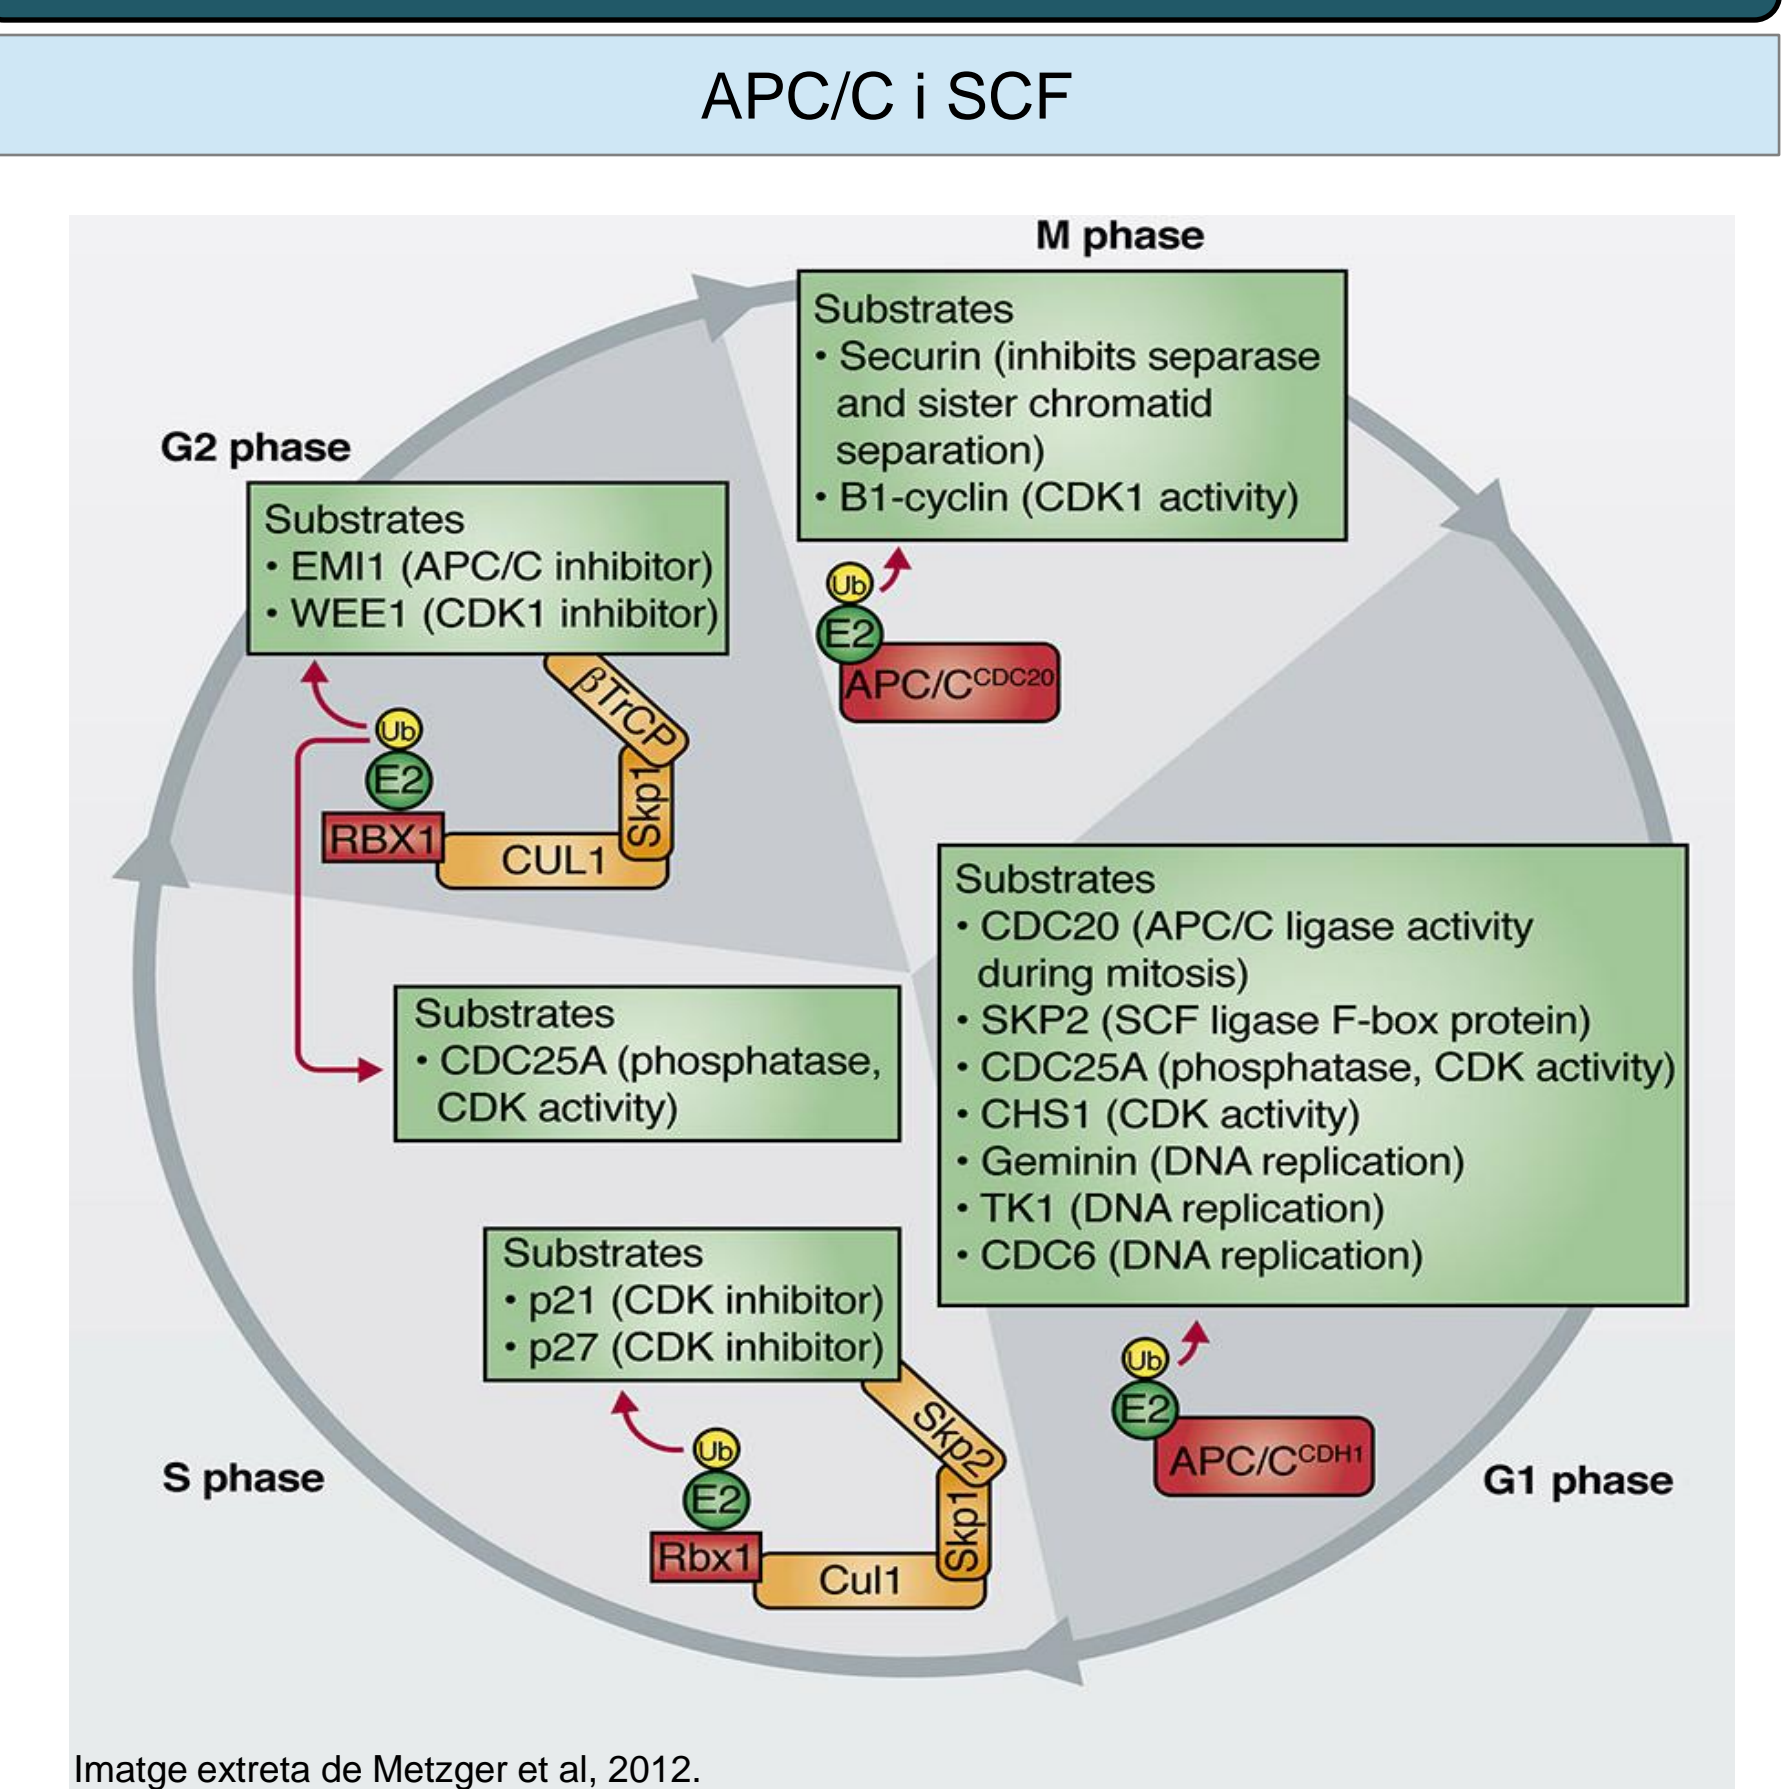 APC/C i SCF
M phase
Substrates
• Securin (inhibits separase
and sister chromatid
separation)
• B1-cyclin (CDK1 activity)
Ub
E2
APC/CCDC20
G2 phase
Substrates
• EMI1 (APC/C inhibitor)
• WEE1 (CDK1 inhibitor)
βTrCP
Ub
E2
Skp1
RBX1
CUL1
Substrates
• CDC20 (APC/C ligase activity
during mitosis)
• SKP2 (SCF ligase F-box protein)
• CDC25A (phosphatase, CDK activity)
• CHS1 (CDK activity)
• Geminin (DNA replication)
• TK1 (DNA replication)
• CDC6 (DNA replication)
Ub
E2
APC/CCDH1
G1 phase
Substrates
• CDC25A (phosphatase,
CDK activity)
Substrates
• p21 (CDK inhibitor)
• p27 (CDK inhibitor)
Skp2
Ub
E2
Skp1
Rbx1
Cul1
S phase
Imatge extreta de Metzger et al, 2012.